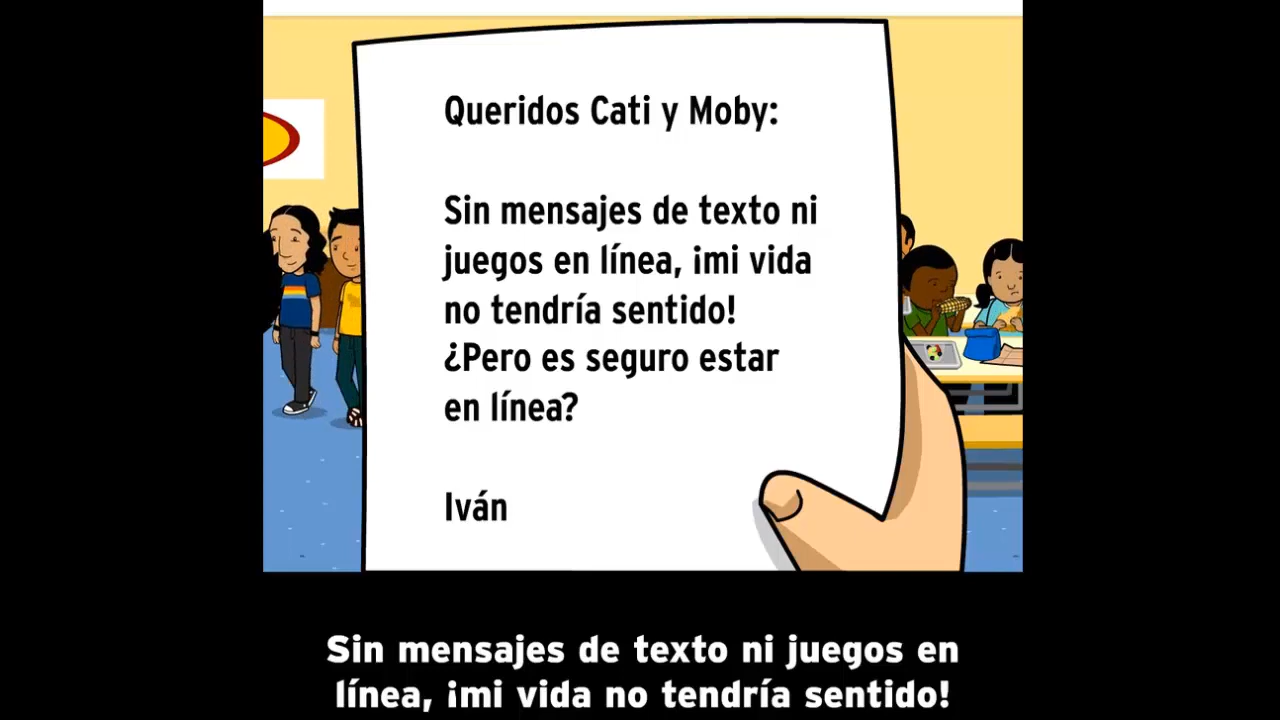 Queridos Cati y Moby:
Sin mensajes de texto ni
juegos en línea, ¡mi vida
no tendría sentido!
¿Pero es seguro estar
en línea?
Iván
Sin mensajes de texto ni juegos en
línea, ¡mi vida no tendría sentido!